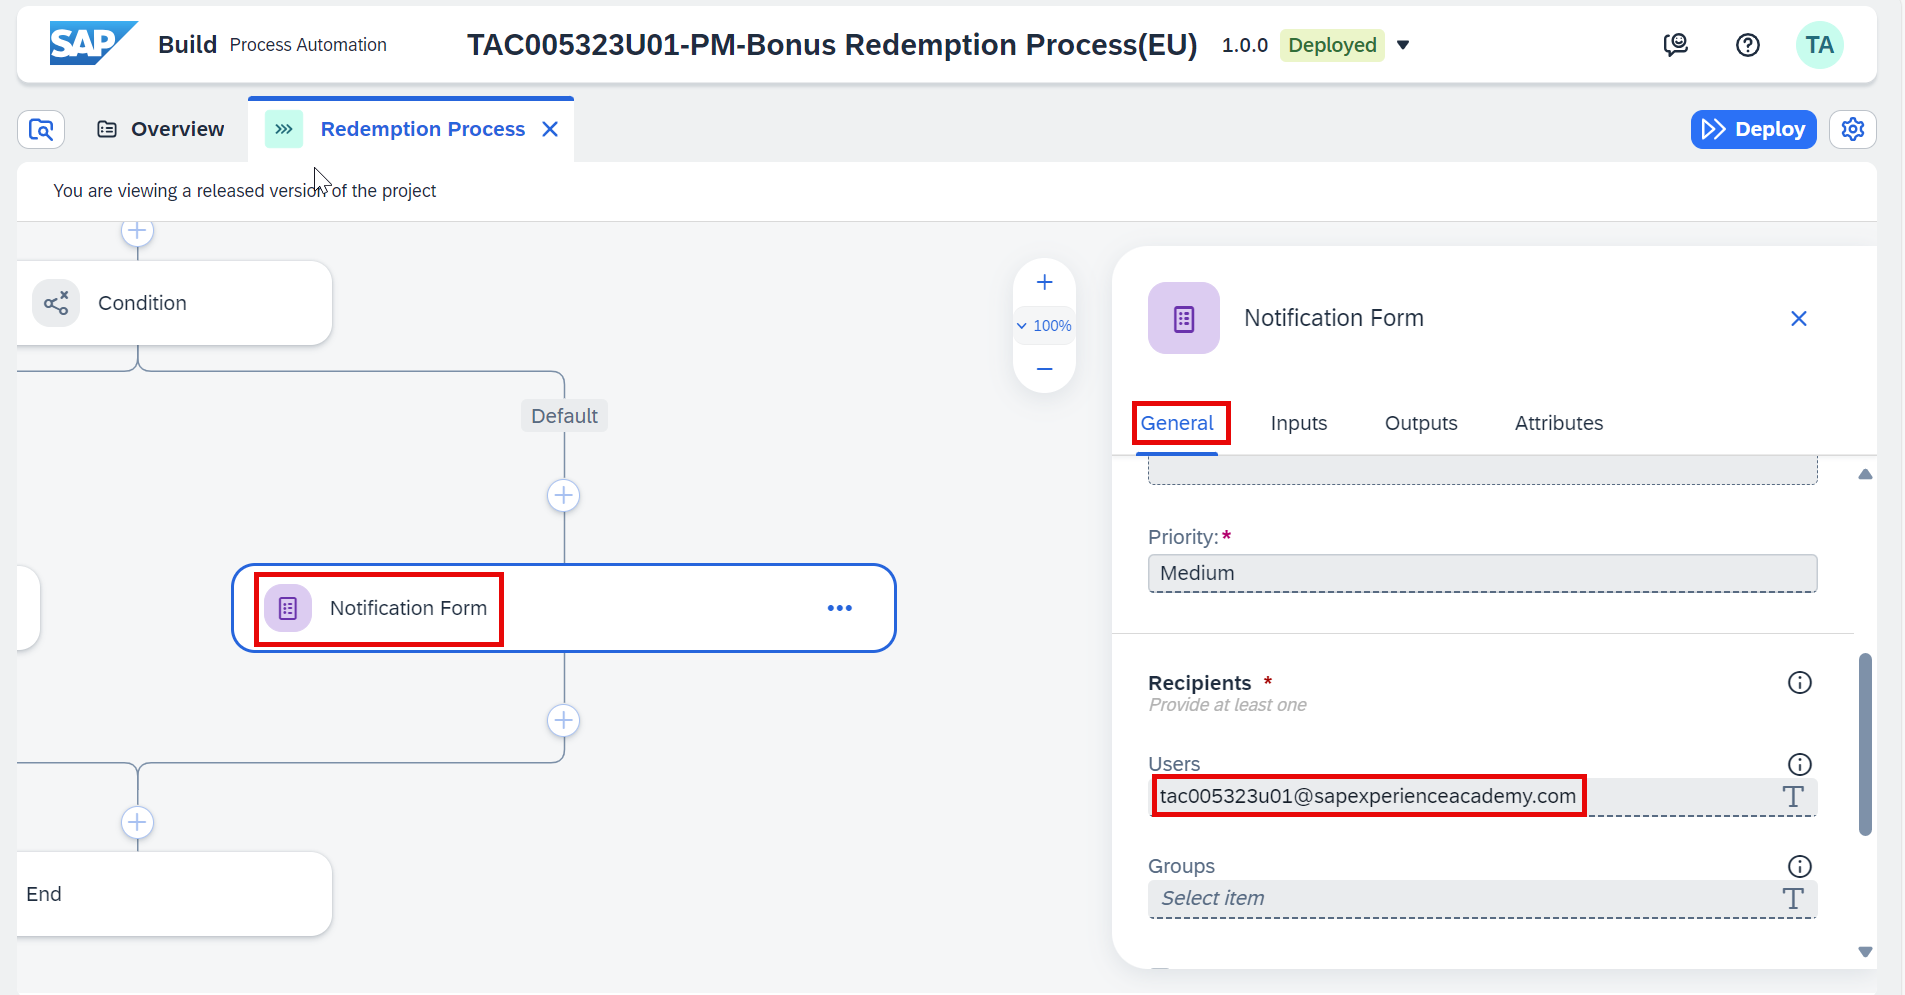 SAP Build Process Automation TAC005323U01-PM-Bonus Redemption Process(EU) 1.0.0 Deployed TA
Overview Redemption Process Deploy
You are viewing a released version of the project
Condition
100%
Default
Notification Form
End
Notification Form
General Inputs Outputs Attributes
Priority:*
Medium
Recipients *
Provide at least one
Users
tac005323u01@sapexperienceacademy.com
Groups
Select item